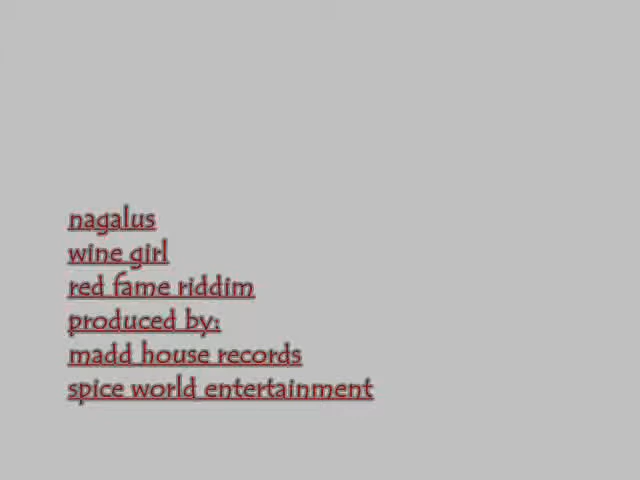 nagalus
wine girl
red fame riddim
produced by:
madd house records
spice world entertainment